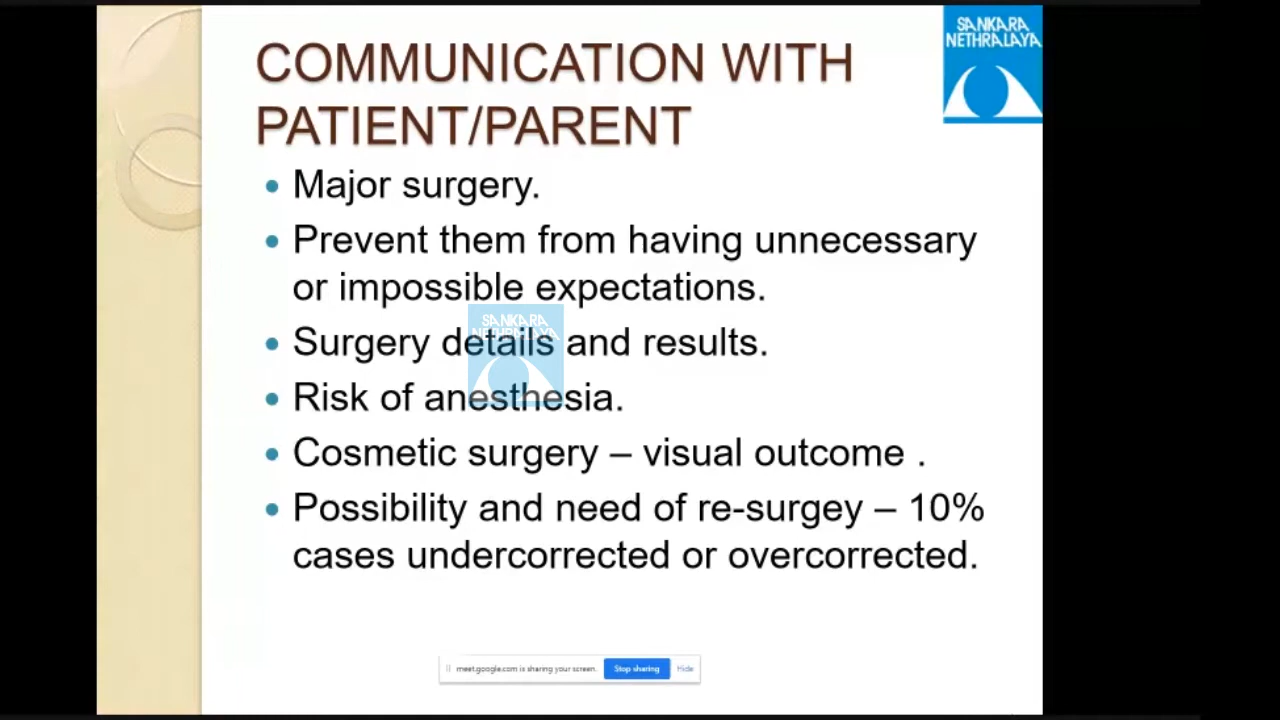 SANKARA
NETHRALAYA
COMMUNICATION WITH
PATIENT/PARENT
• Major surgery.
• Prevent them from having unnecessary
or impossible expectations.
• Surgery details and results.
• Risk of anesthesia.
• Cosmetic surgery – visual outcome .
• Possibility and need of re-surgey – 10%
cases undercorrected or overcorrected.
SANKARA
NETHRALAYA
meet.google.com is sharing your screen. Stop sharing Hide